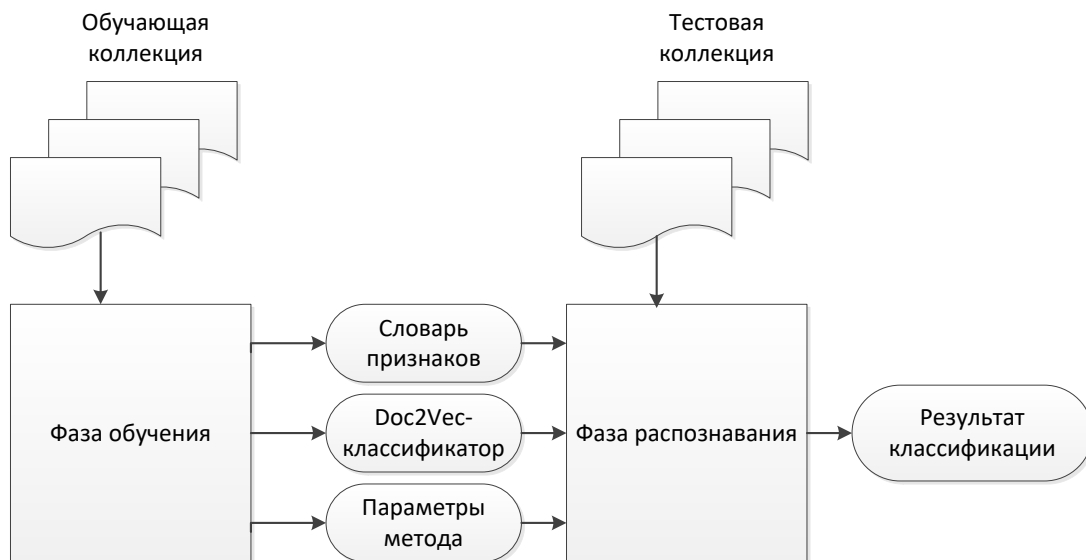 Обучающая
коллекция
Тестовая
коллекция
Фаза обучения
Словарь
признаков
Doc2Vec-
классификатор
Параметры
метода
Фаза распознавания
Результат
классификации